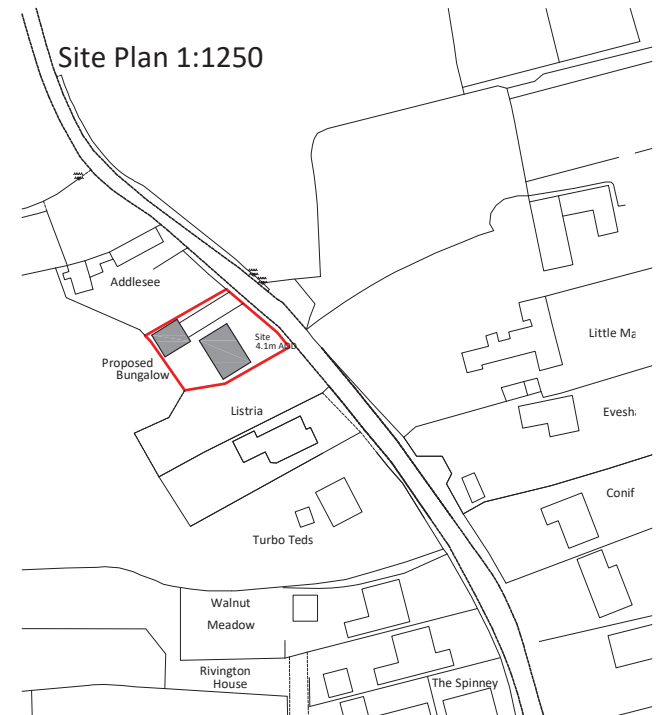 Site Plan 1:1250
Addlesee
Site
4.1m AOD
Little Ma
Proposed
Bungalow
Listria
Evesh
Conif
Turbo Teds
Walnut
Meadow
Rivington
House
The Spinney